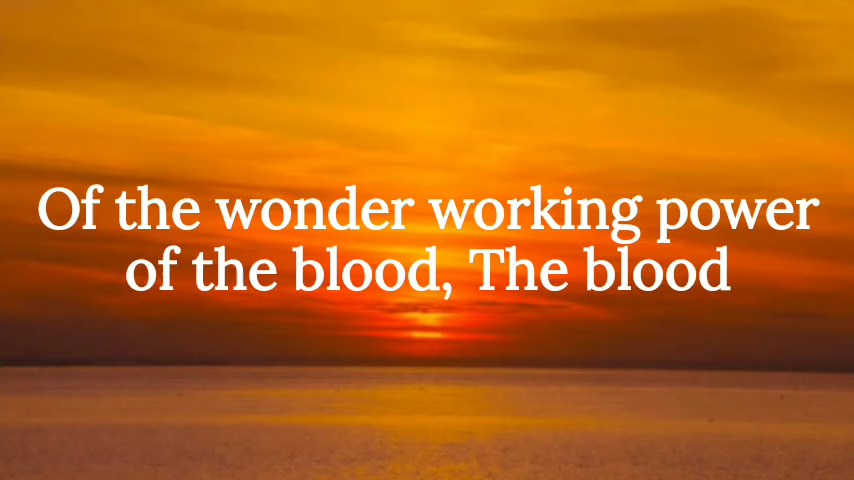 Of the wonder working power
of the blood, The blood